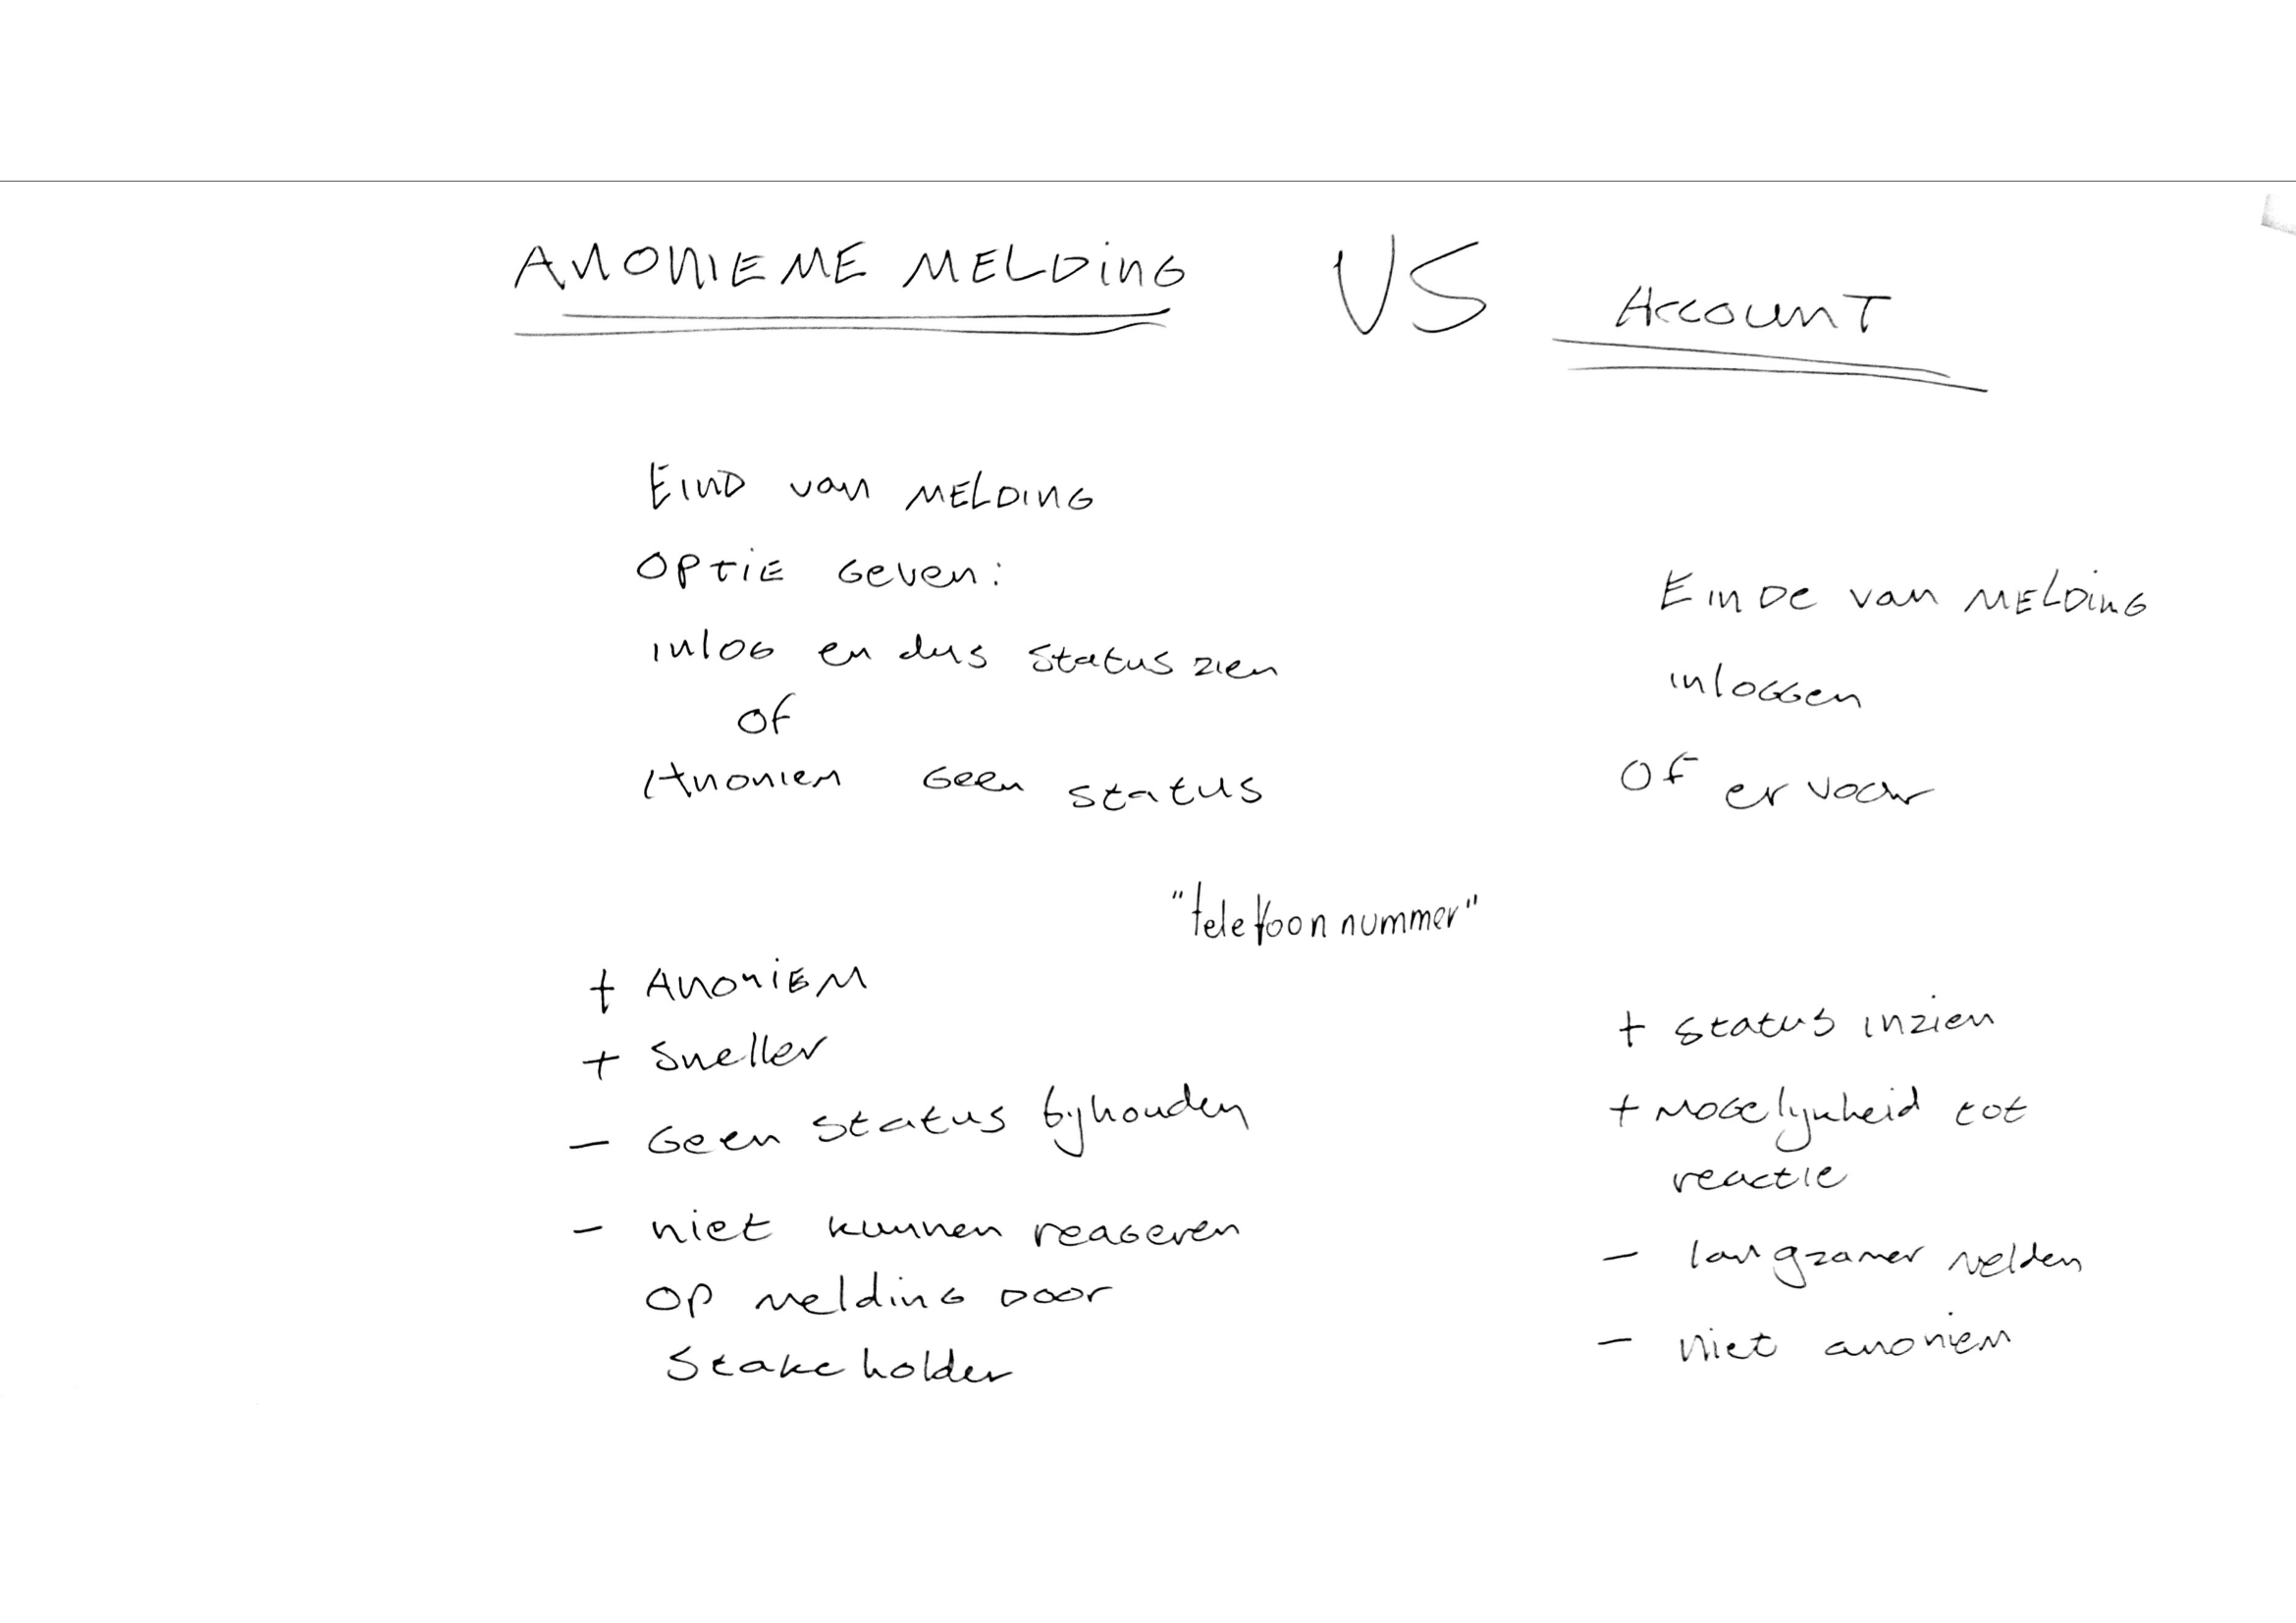 ANONIEME MELDING VS ACCOUNT
EIND van MELDING
OPTIE Geven:
inlog en dus status zien
of
Anoniem Geen status
EinDe van MELDinG
inloggen
OF er voor
"telefoonnummer"
+ ANONIEM
+ Sneller
- Geen status bijhouden
- niet kunnen reageren
op melding door
Stakeholder
+ status inzien
+ Mogelijkheid tot
reactie
- langzamer melden
- niet anoniem